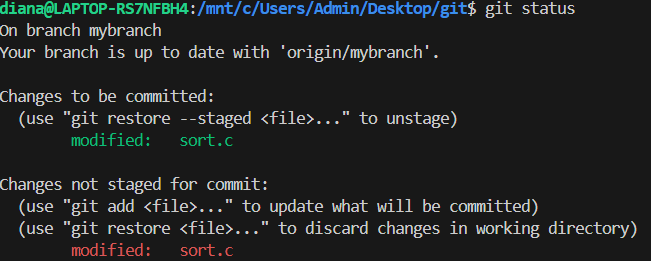 diana@LAPTOP-RS7NFBH4:/mnt/c/Users/Admin/Desktop/git$ git status
On branch mybranch
Your branch is up to date with 'origin/mybranch'.

Changes to be committed:
  (use "git restore --staged <file>..." to unstage)
        modified:   sort.c

Changes not staged for commit:
  (use "git add <file>..." to update what will be committed)
  (use "git restore <file>..." to discard changes in working directory)
        modified:   sort.c